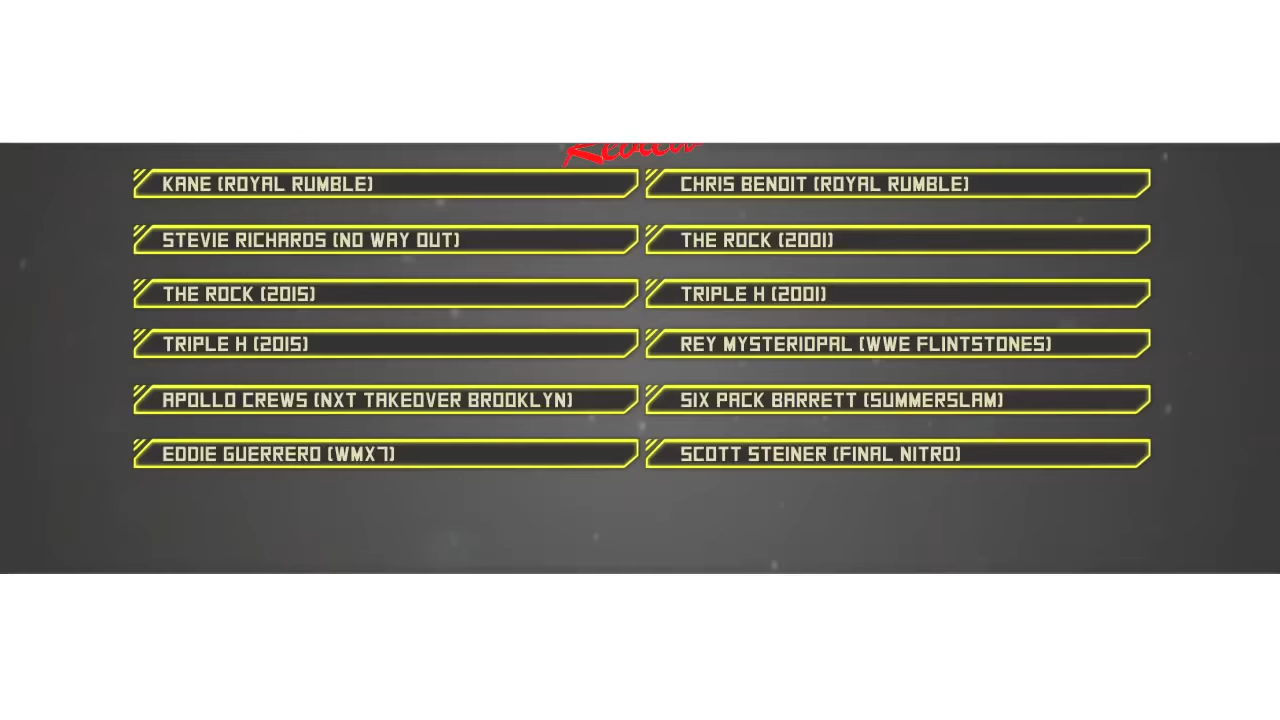 KANE (ROYAL RUMBLE)
CHRIS BENOIT (ROYAL RUMBLE)
STEVIE RICHARDS (NO WAY OUT)
THE ROCK (2001)
THE ROCK (2015)
TRIPLE H (2001)
TRIPLE H (2015)
REY MYSTERIOPAL (WWE FLINTSTONES)
APOLLO CREWS (NXT TAKEOVER BROOKLYN)
SIX PACK BARRETT (SUMMERSLAM)
EDDIE GUERRERO (WMX7)
SCOTT STEINER (FINAL NITRO)